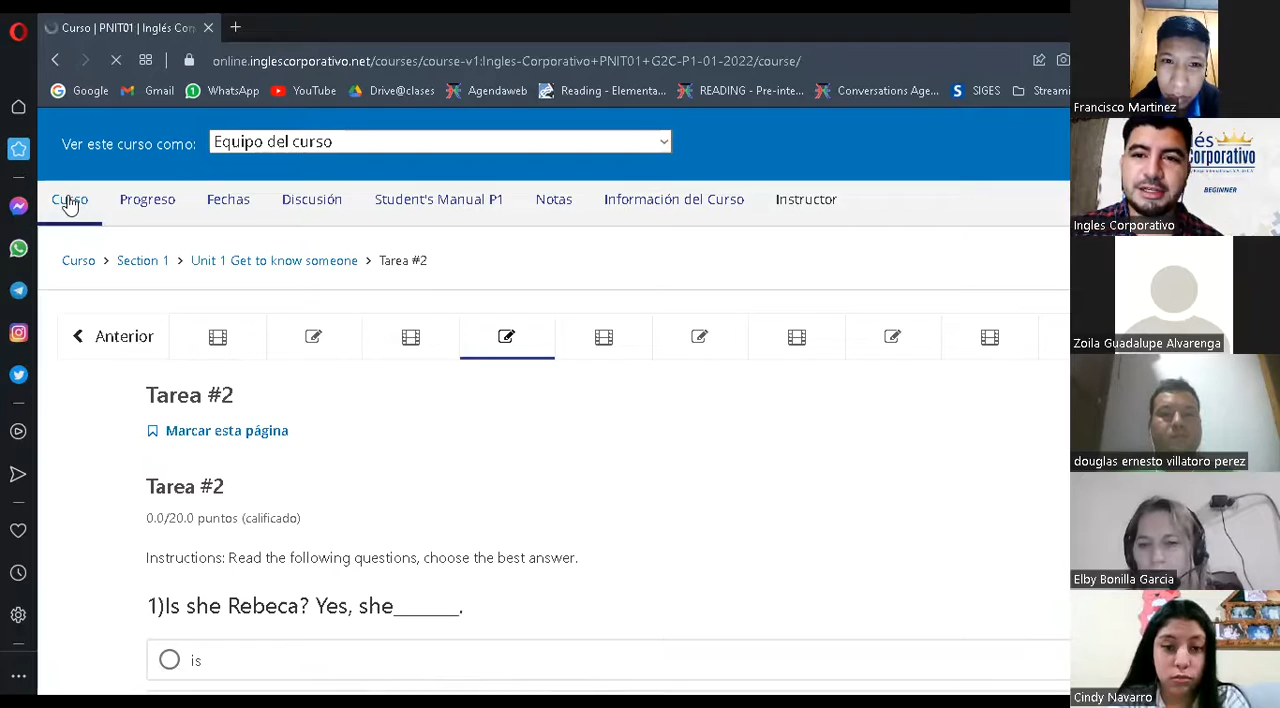 Curso | PNIT01 | Inglés Cor
online.inglescorporativo.net/courses/course-v1:Ingles-Corporativo+PNIT01+G2C-P1-01-2022/course/
Google Gmail WhatsApp YouTube Drive@clases Agendaweb Reading - Elementa... READING - Pre-inte... Conversations Age... SIGES Streami
Ver este curso como: Equipo del curso
Curso Progreso Fechas Discusión Student's Manual P1 Notas Información del Curso Instructor
Curso > Section 1 > Unit 1 Get to know someone > Tarea #2
Anterior
Tarea #2
Marcar esta página
Tarea #2
0.0/20.0 puntos (calificado)
Instructions: Read the following questions, choose the best answer.
1)Is she Rebeca? Yes, she______.
is
Francisco Martinez
és
Corporativo
BEGINNER
Ingles Corporativo
Zoila Guadalupe Alvarenga
douglas ernesto villatoro perez
Elby Bonilla Garcia
Cindy Navarro